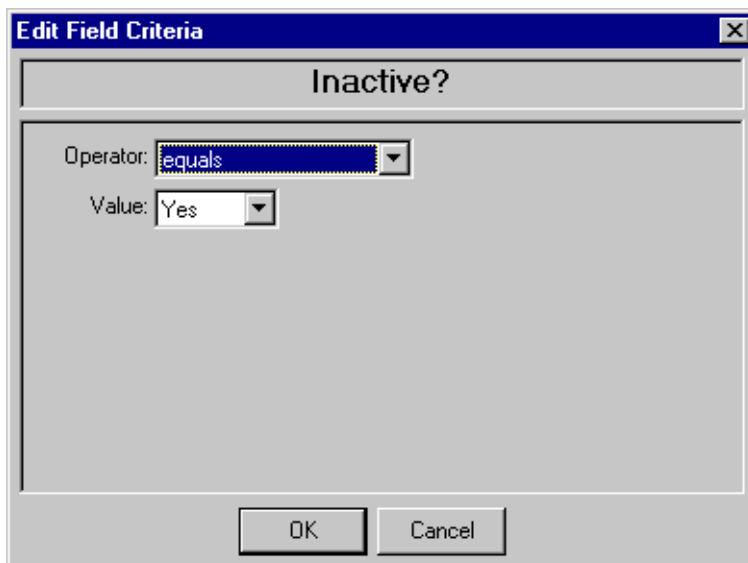 Edit Field Criteria
Inactive?
Operator: equals
Value: Yes
OK Cancel